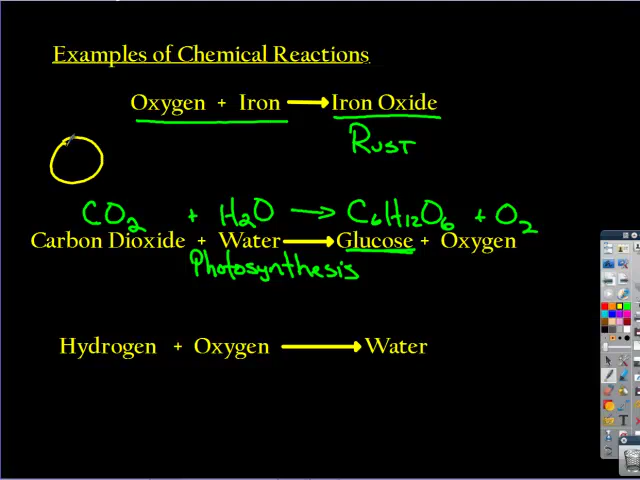 Examples of Chemical Reactions
Oxygen + Iron → Iron Oxide
Rust
CO2 + H2O → C6H12O6 + O2
Carbon Dioxide + Water → Glucose + Oxygen
Photosynthesis
Hydrogen + Oxygen → Water